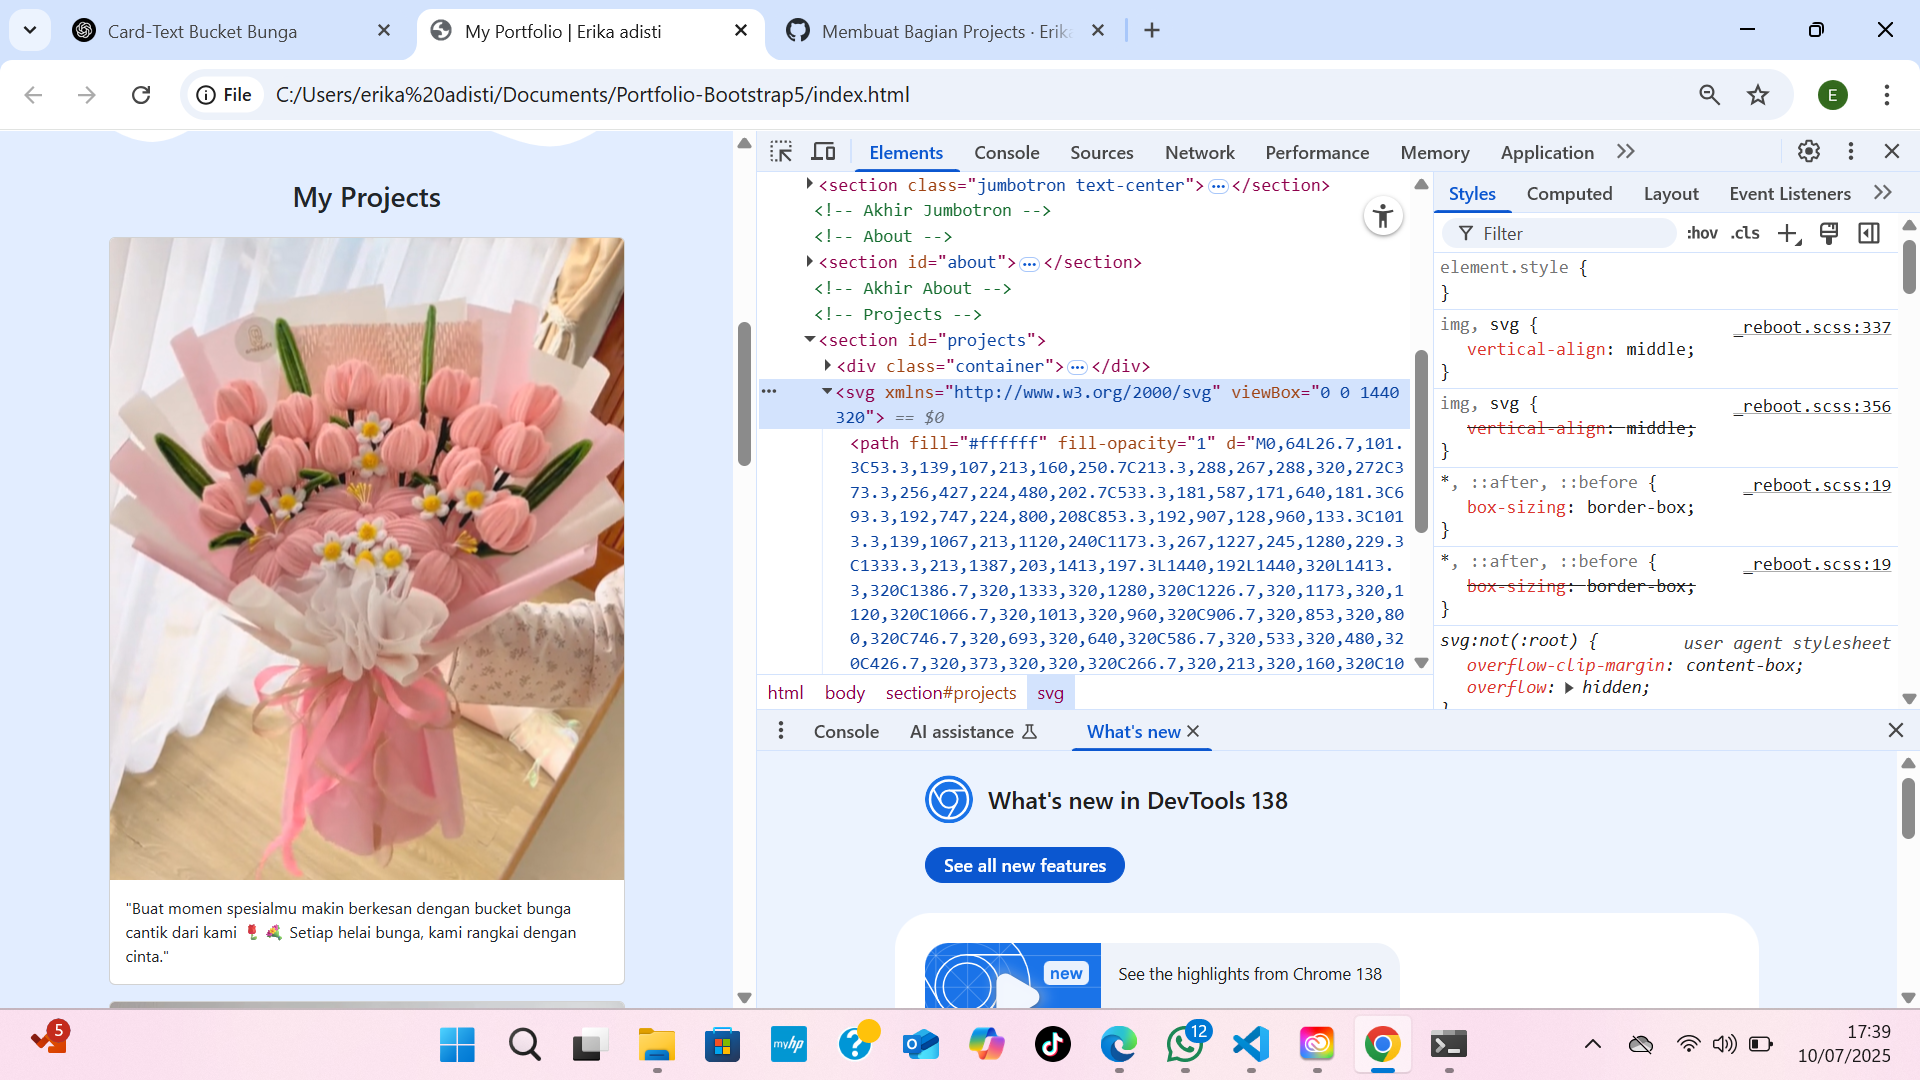 Card-Text Bucket Bunga
My Portfolio | Erika adisti
Membuat Bagian Projects · Erik
File
C:/Users/erika%20adisti/Documents/Portfolio-Bootstrap5/index.html
E
My Projects
"Buat momen spesialmu makin berkesan dengan bucket bunga
cantik dari kami 🌷 💐 Setiap helai bunga, kami rangkai dengan
cinta."
Elements
Console
Sources
Network
Performance
Memory
Application
<section class="jumbotron text-center">…</section>
<!-- Akhir Jumbotron -->
<!-- About -->
<section id="about">…</section>
<!-- Akhir About -->
<!-- Projects -->
<section id="projects">
<div class="container">…</div>
<svg xmlns="http://www.w3.org/2000/svg" viewBox="0 0 1440
320"> == $0
<path fill="#ffffff" fill-opacity="1" d="M0,64L26.7,101.
3C53.3,139,107,213,160,250.7C213.3,288,267,288,320,272C3
73.3,256,427,224,480,202.7C533.3,181,587,171,640,181.3C6
93.3,192,747,224,800,208C853.3,192,907,128,960,133.3C101
3.3,139,1067,213,1120,240C1173.3,267,1227,245,1280,229.3
C1333.3,213,1387,203,1413,197.3L1440,192L1440,320L1413.
3,320C1386.7,320,1333,320,1280,320C1226.7,320,1173,320,1
120,320C1066.7,320,1013,320,960,320C906.7,320,853,320,80
0,320C746.7,320,693,320,640,320C586.7,320,533,320,480,32
0C426.7,320,373,320,320,320C266.7,320,213,320,160,320C10
html
body
section#projects
svg
Styles
Computed
Layout
Event Listeners
Filter
:hov
.cls
element.style {
}
img, svg {
_reboot.scss:337
vertical-align: middle;
}
img, svg {
_reboot.scss:356
vertical-align: middle;
}
*, ::after, ::before {
_reboot.scss:19
box-sizing: border-box;
}
*, ::after, ::before {
_reboot.scss:19
box-sizing: border-box;
}
svg:not(:root) {
user agent stylesheet
overflow-clip-margin: content-box;
overflow: hidden;
Console
AI assistance
What's new
What's new in DevTools 138
See all new features
new
See the highlights from Chrome 138
5
myhp
12
17:39
10/07/2025